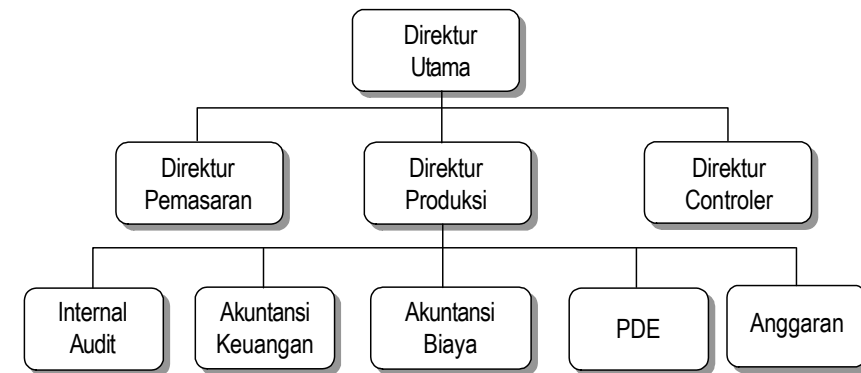 Direktur
Utama
Direktur
Pemasaran
Direktur
Produksi
Direktur
Controler
Internal
Audit
Akuntansi
Keuangan
Akuntansi
Biaya
PDE
Anggaran